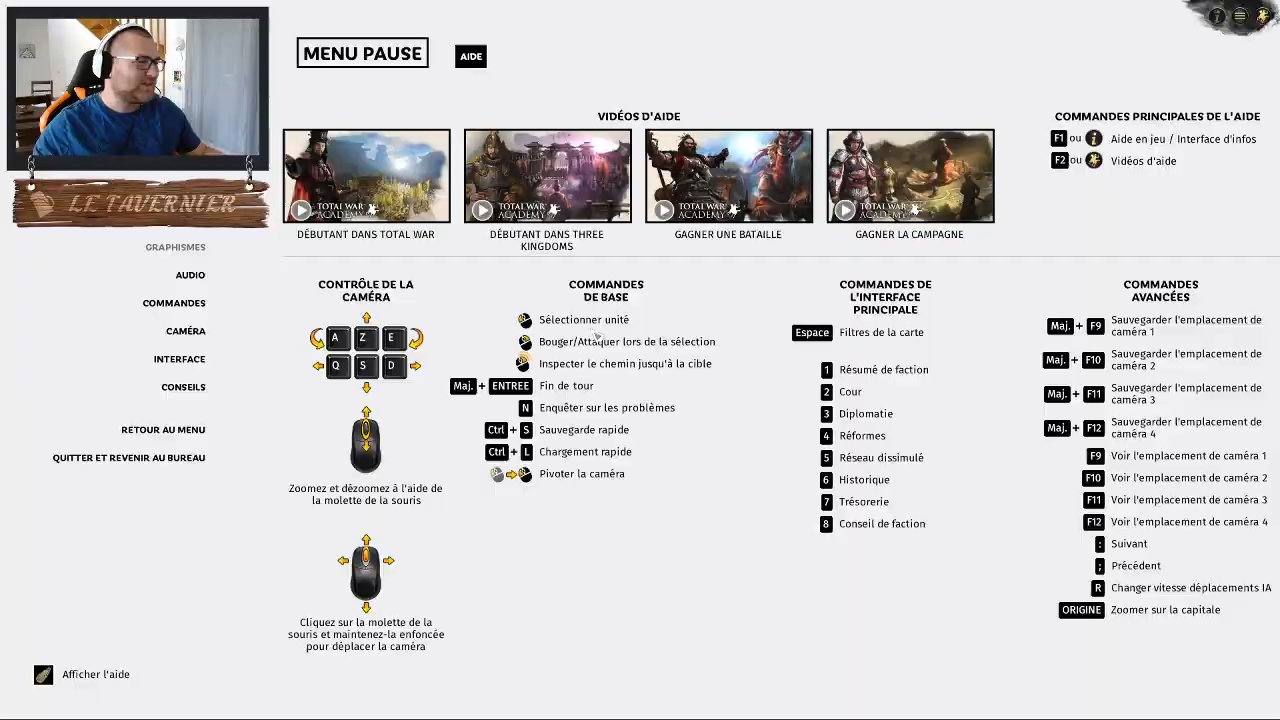 MENU PAUSE
AIDE
LE TAVERNIER
GRAPHISMES
AUDIO
COMMANDES
CAMÉRA
INTERFACE
CONSEILS
RETOUR AU MENU
QUITTER ET REVENIR AU BUREAU
Afficher l'aide
VIDÉOS D'AIDE
TOTAL WAR
ACADEMY
DÉBUTANT DANS TOTAL WAR
TOTAL WAR
ACADEMY
DÉBUTANT DANS THREE
KINGDOMS
TOTAL WAR
ACADEMY
GAGNER UNE BATAILLE
TOTAL WAR
ACADEMY
GAGNER LA CAMPAGNE
COMMANDES PRINCIPALES DE L'AIDE
F1 ou i Aide en jeu / Interface d'infos
F2 ou Vidéos d'aide
CONTRÔLE DE LA
CAMÉRA
A Z E
Q S D
Zoomez et dézoomez à l'aide de
la molette de la souris
Cliquez sur la molette de la
souris et maintenez-la enfoncée
pour déplacer la caméra
COMMANDES
DE BASE
Sélectionner unité
Bouger/Attaquer lors de la sélection
Inspecter le chemin jusqu'à la cible
Maj. + ENTREE Fin de tour
N Enquêter sur les problèmes
Ctrl + S Sauvegarde rapide
Ctrl + L Chargement rapide
Pivoter la caméra
COMMANDES DE
L'INTERFACE
PRINCIPALE
Espace Filtres de la carte
1 Résumé de faction
2 Cour
3 Diplomatie
4 Réformes
5 Réseau dissimulé
6 Historique
7 Trésorerie
8 Conseil de faction
COMMANDES
AVANCÉES
Maj. + F9 Sauvegarder l'emplacement de
caméra 1
Maj. + F10 Sauvegarder l'emplacement de
caméra 2
Maj. + F11 Sauvegarder l'emplacement de
caméra 3
Maj. + F12 Sauvegarder l'emplacement de
caméra 4
F9 Voir l'emplacement de caméra 1
F10 Voir l'emplacement de caméra 2
F11 Voir l'emplacement de caméra 3
F12 Voir l'emplacement de caméra 4
: Suivant
; Précédent
R Changer vitesse déplacements IA
ORIGINE Zoomer sur la capitale